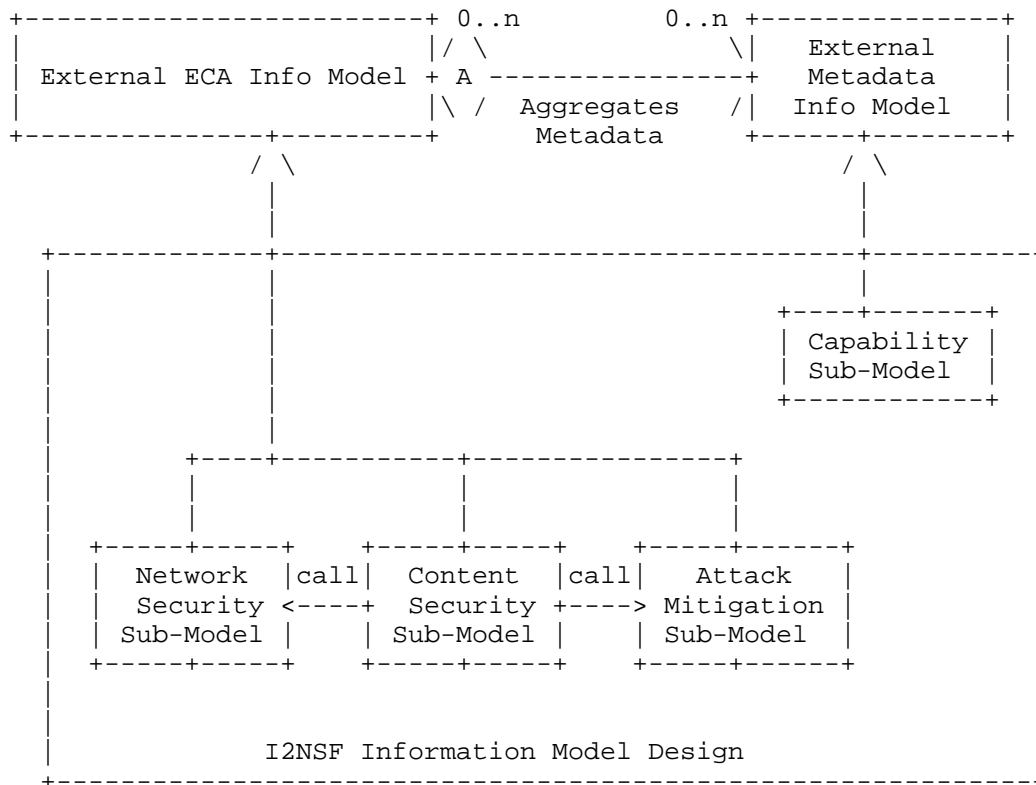 0..n 0..n
External
External ECA Info Model A Metadata
Aggregates Info Model
Metadata
Capability
Sub-Model
Network call Content call Attack
Security Security Mitigation
Sub-Model Sub-Model Sub-Model
I2NSF Information Model Design